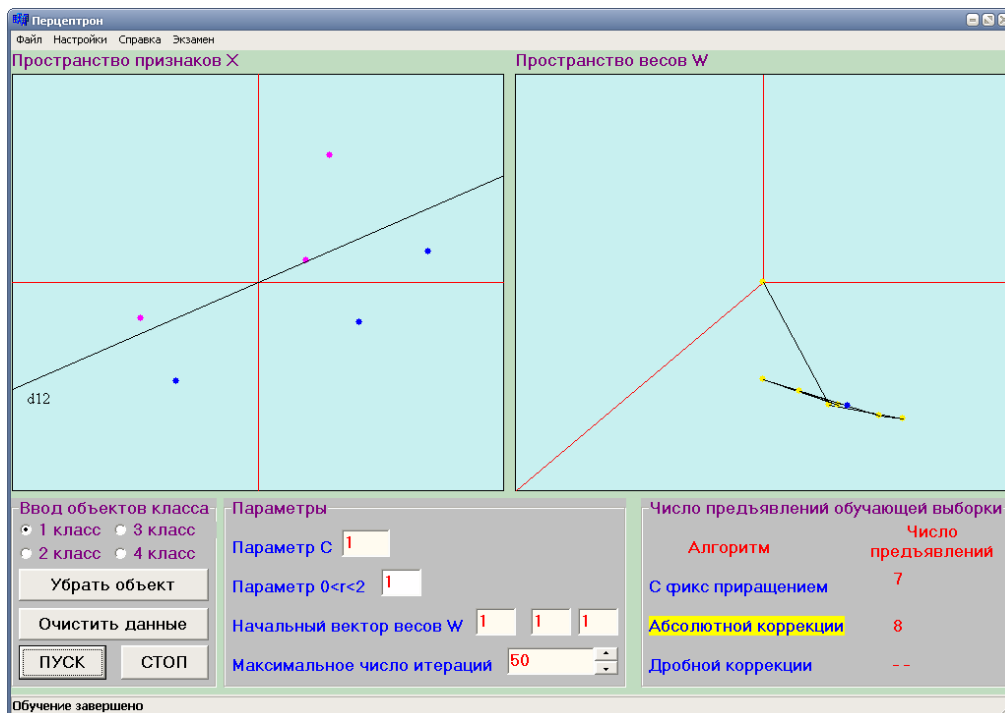 Перцептрон
Файл Настройки Справка Экзамен
Пространство признаков X
Пространство весов W
d12
Ввод объектов класса
1 класс 3 класс
2 класс 4 класс
Убрать объект
Очистить данные
ПУСК СТОП
Параметры
Параметр С 1
Параметр 0<r<2 1
Начальный вектор весов W 1 1 1
Максимальное число итераций 50
Число предъявлений обучающей выборки
Алгоритм Число предъявлений
С фикс приращением 7
Абсолютной коррекции 8
Дробной коррекции - -
Обучение завершено